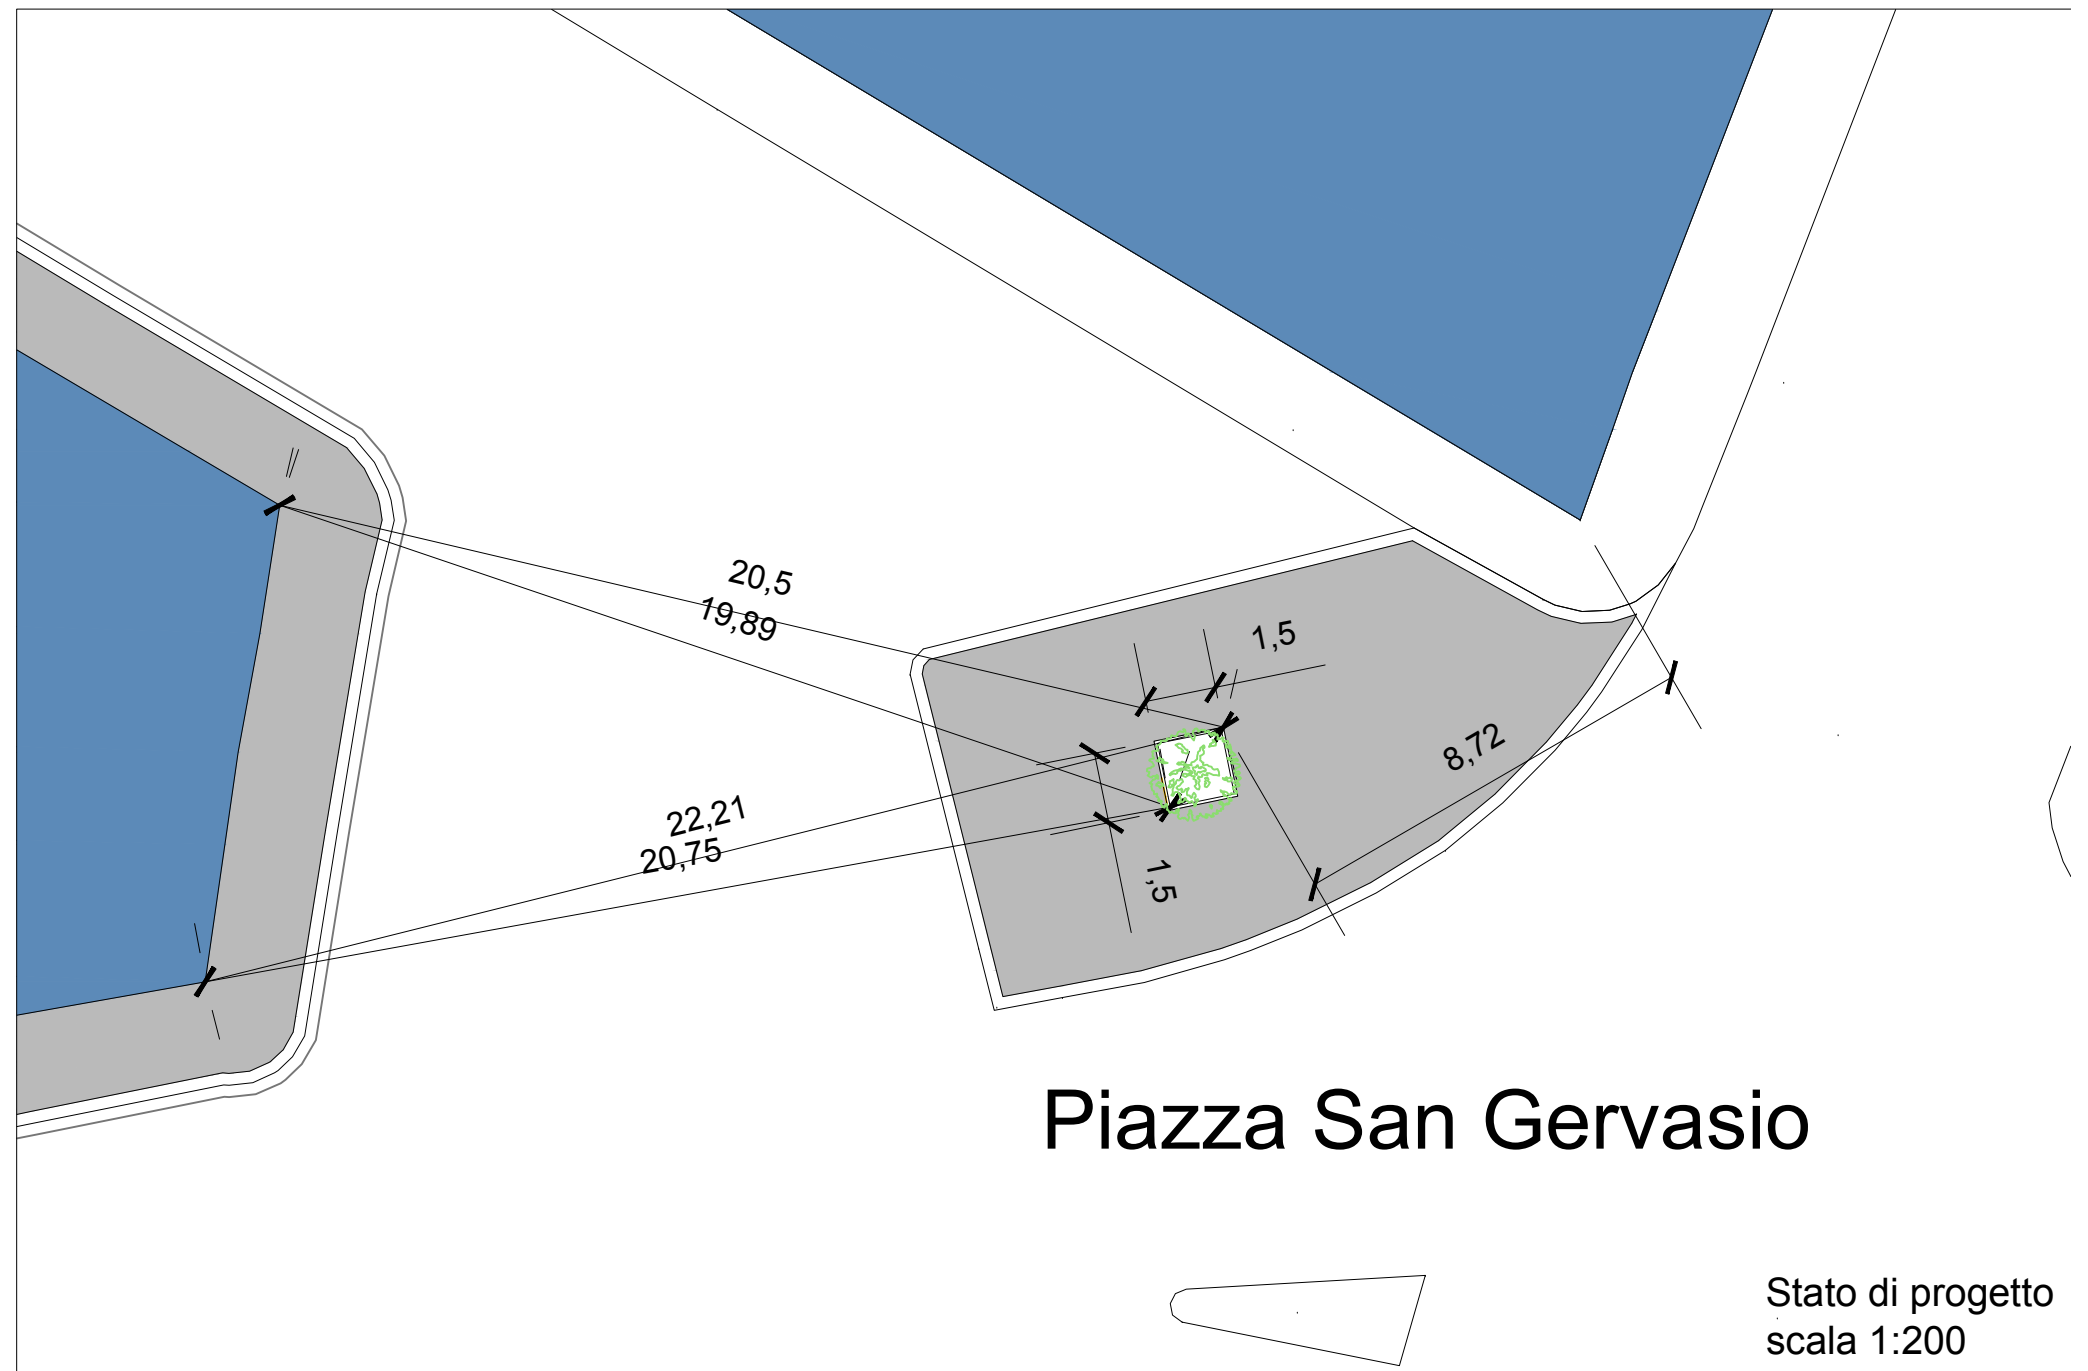 20,5
19,89
1,5
8,72
22,21
20,75
1,5
Piazza San Gervasio
Stato di progetto
scala 1:200